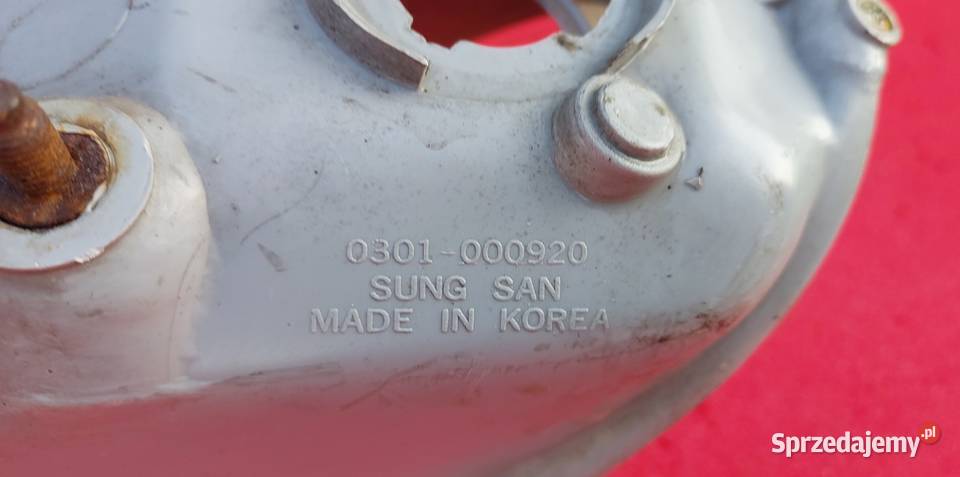 0301-000920
SUNG SAN
MADE IN KOREA
Sprzedajemy.pl